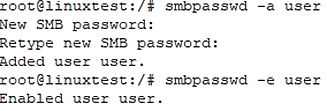 root@linuxtest:/# smbpasswd -a user
New SMB password:
Retype new SMB password:
Added user user.
root@linuxtest:/# smbpasswd -e user
Enabled user user.